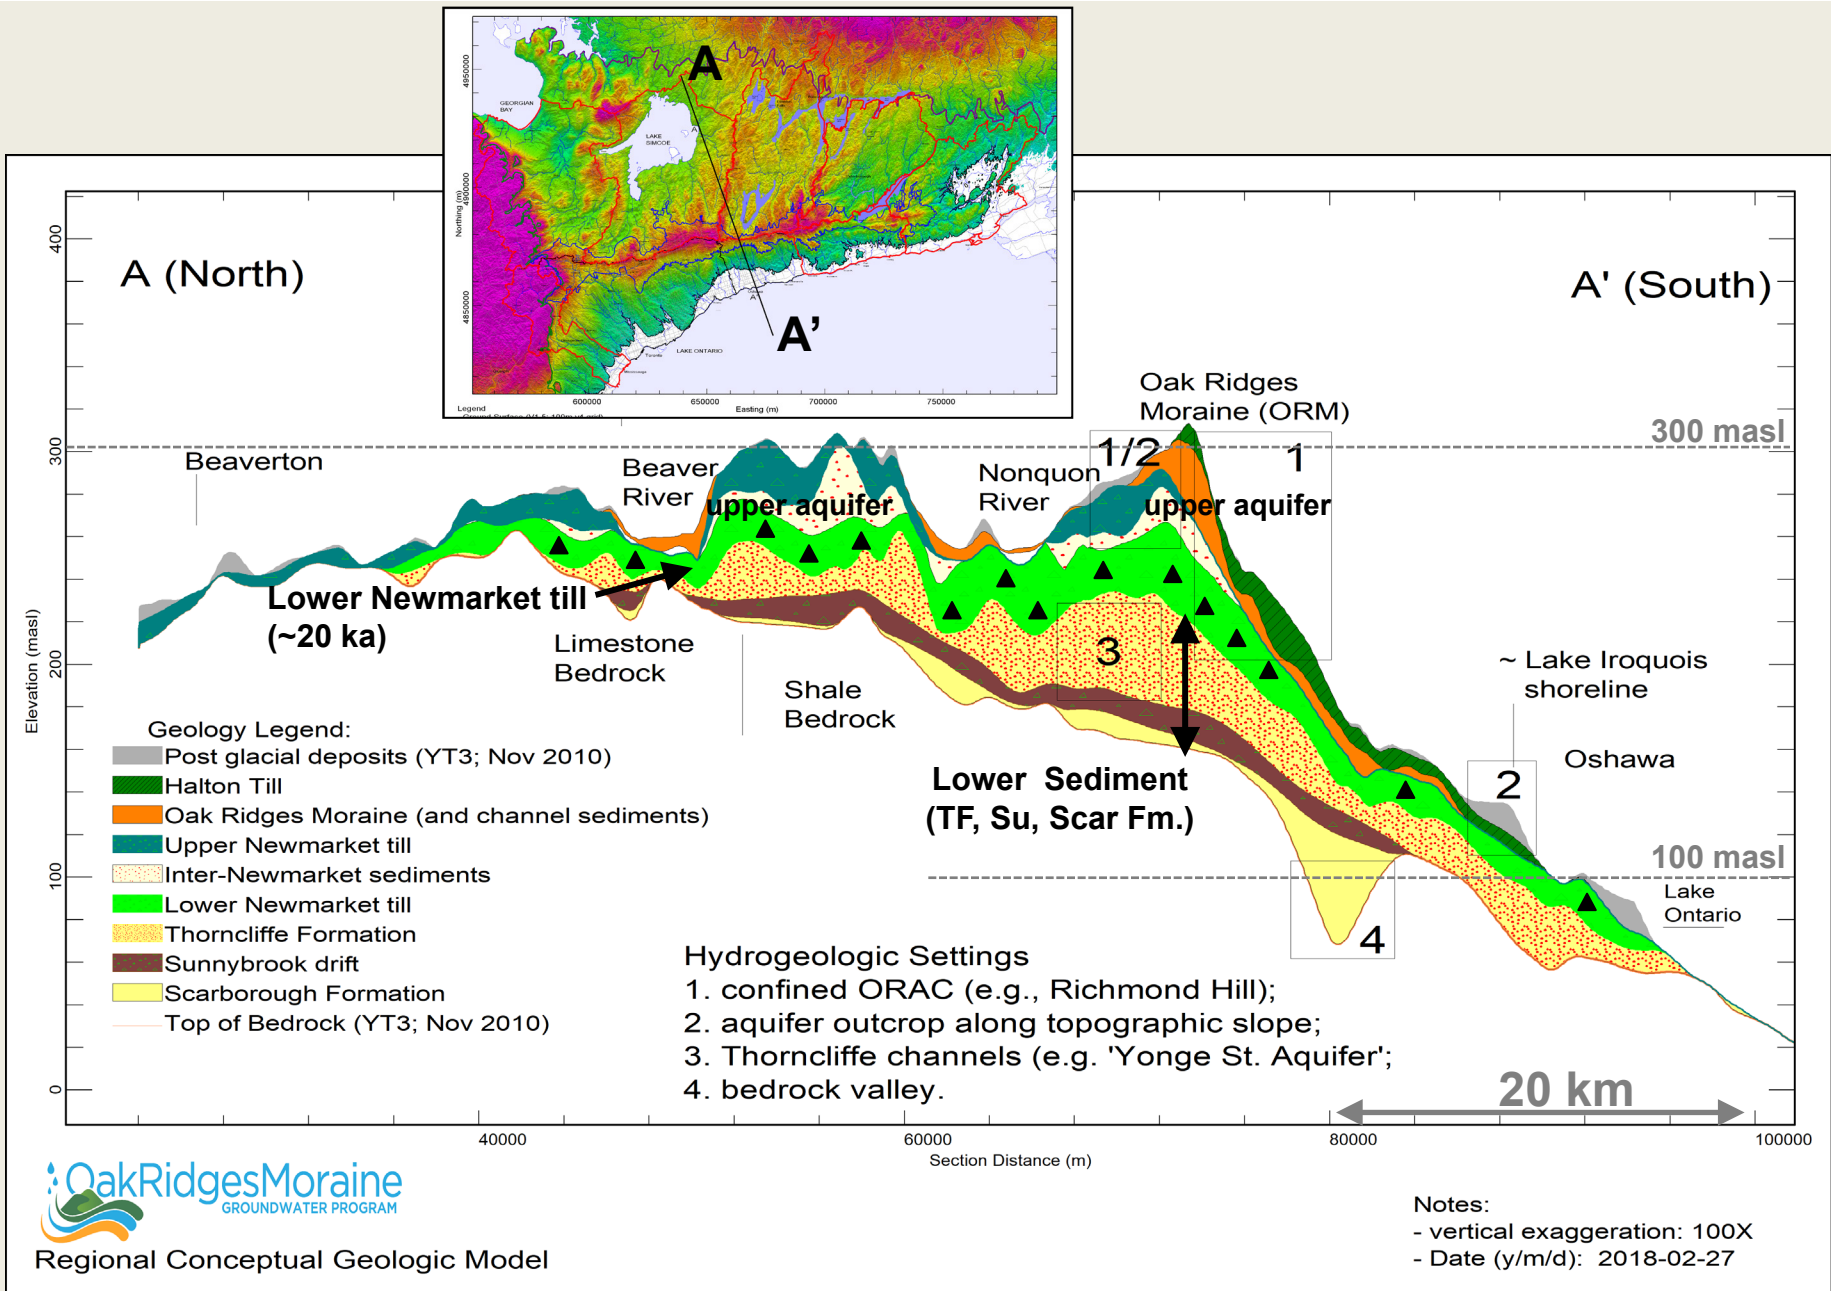 A
GEORGIAN
BAY
LAKE
SIMCOE
A
A'
A'
LAKE ONTARIO
Toronto
Northing (m)
4950000
4900000
4850000
600000
650000
700000
750000
Easting (m)
Legend
A (North)
A' (South)
Oak Ridges
Moraine (ORM)
300 masl
Beaverton
Beaver
River
Nonquon
River
1/2
1
upper aquifer
upper aquifer
Lower Newmarket till
(~20 ka)
Limestone
Bedrock
Shale
Bedrock
3
~ Lake Iroquois
shoreline
Oshawa
2
Lower Sediment
(TF, Su, Scar Fm.)
100 masl
Lake
Ontario
4
Elevation (masl)
400
300
200
100
0
Geology Legend:
Post glacial deposits (YT3; Nov 2010)
Halton Till
Oak Ridges Moraine (and channel sediments)
Upper Newmarket till
Inter-Newmarket sediments
Lower Newmarket till
Thorncliffe Formation
Sunnybrook drift
Scarborough Formation
Top of Bedrock (YT3; Nov 2010)
Hydrogeologic Settings
1. confined ORAC (e.g., Richmond Hill);
2. aquifer outcrop along topographic slope;
3. Thorncliffe channels (e.g. 'Yonge St. Aquifer';
4. bedrock valley.
20 km
40000
60000
80000
100000
Section Distance (m)
OakRidgesMoraine
GROUNDWATER PROGRAM
Regional Conceptual Geologic Model
Notes:
- vertical exaggeration: 100X
- Date (y/m/d): 2018-02-27